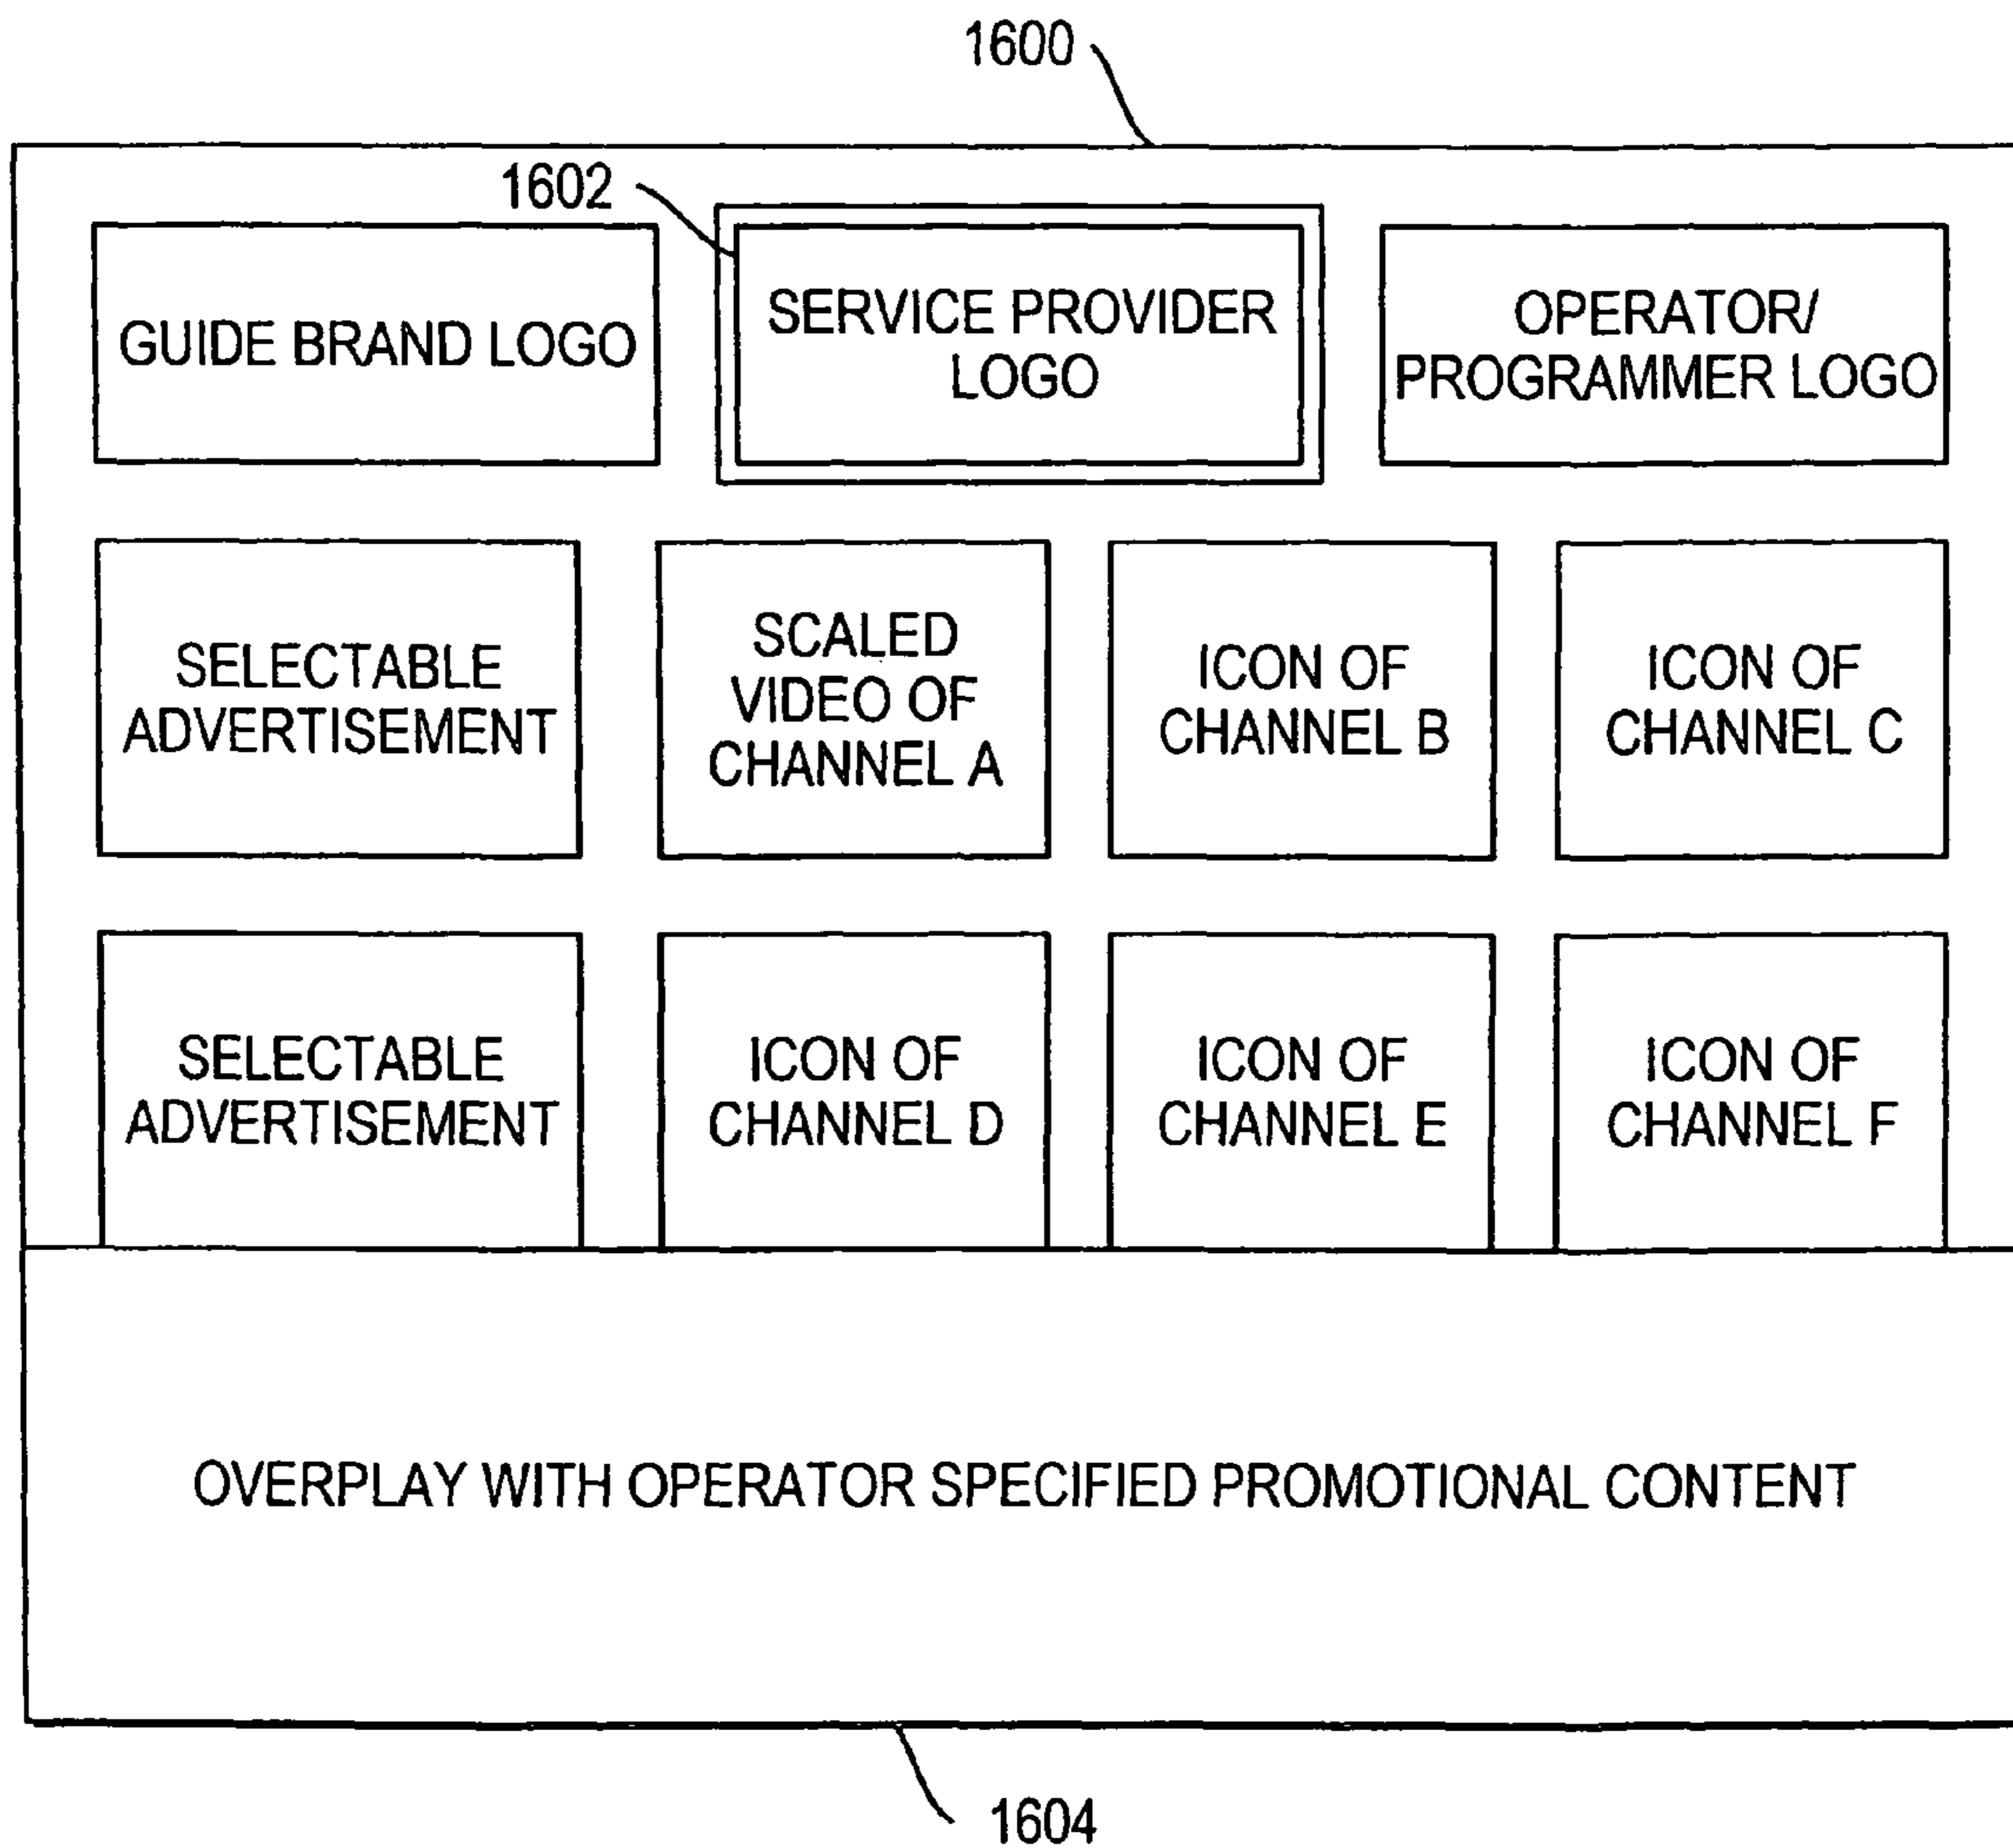 1600
1602
GUIDE BRAND LOGO
SERVICE PROVIDER
LOGO
OPERATOR/
PROGRAMMER LOGO
SELECTABLE
ADVERTISEMENT
SCALED
VIDEO OF
CHANNEL A
ICON OF
CHANNEL B
ICON OF
CHANNEL C
SELECTABLE
ADVERTISEMENT
ICON OF
CHANNEL D
ICON OF
CHANNEL E
ICON OF
CHANNEL F
OVERPLAY WITH OPERATOR SPECIFIED PROMOTIONAL CONTENT
1604